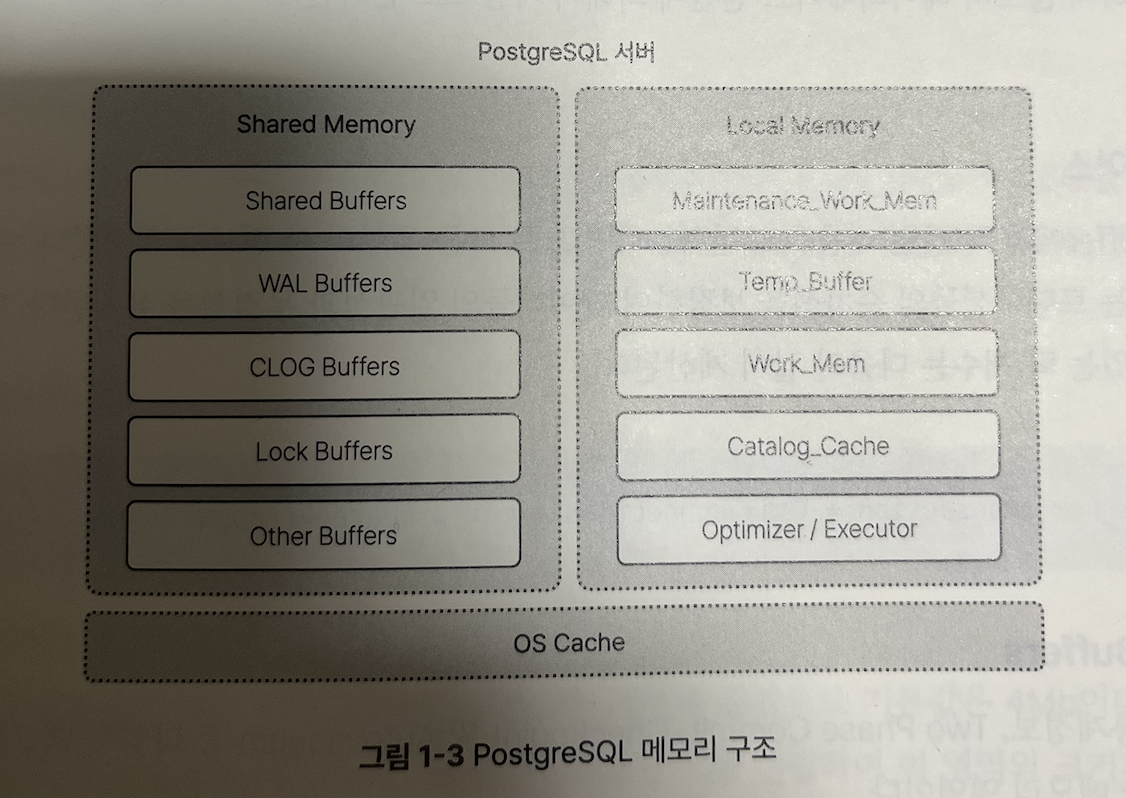 PostgreSQL 서버
Shared Memory
Shared Buffers
WAL Buffers
CLOG Buffers
Lock Buffers
Other Buffers
Local Memory
Maintenance_Work_Mem
Temp_Buffer
Work_Mem
Catalog_Cache
Optimizer / Executor
OS Cache
그림 1-3 PostgreSQL 메모리 구조